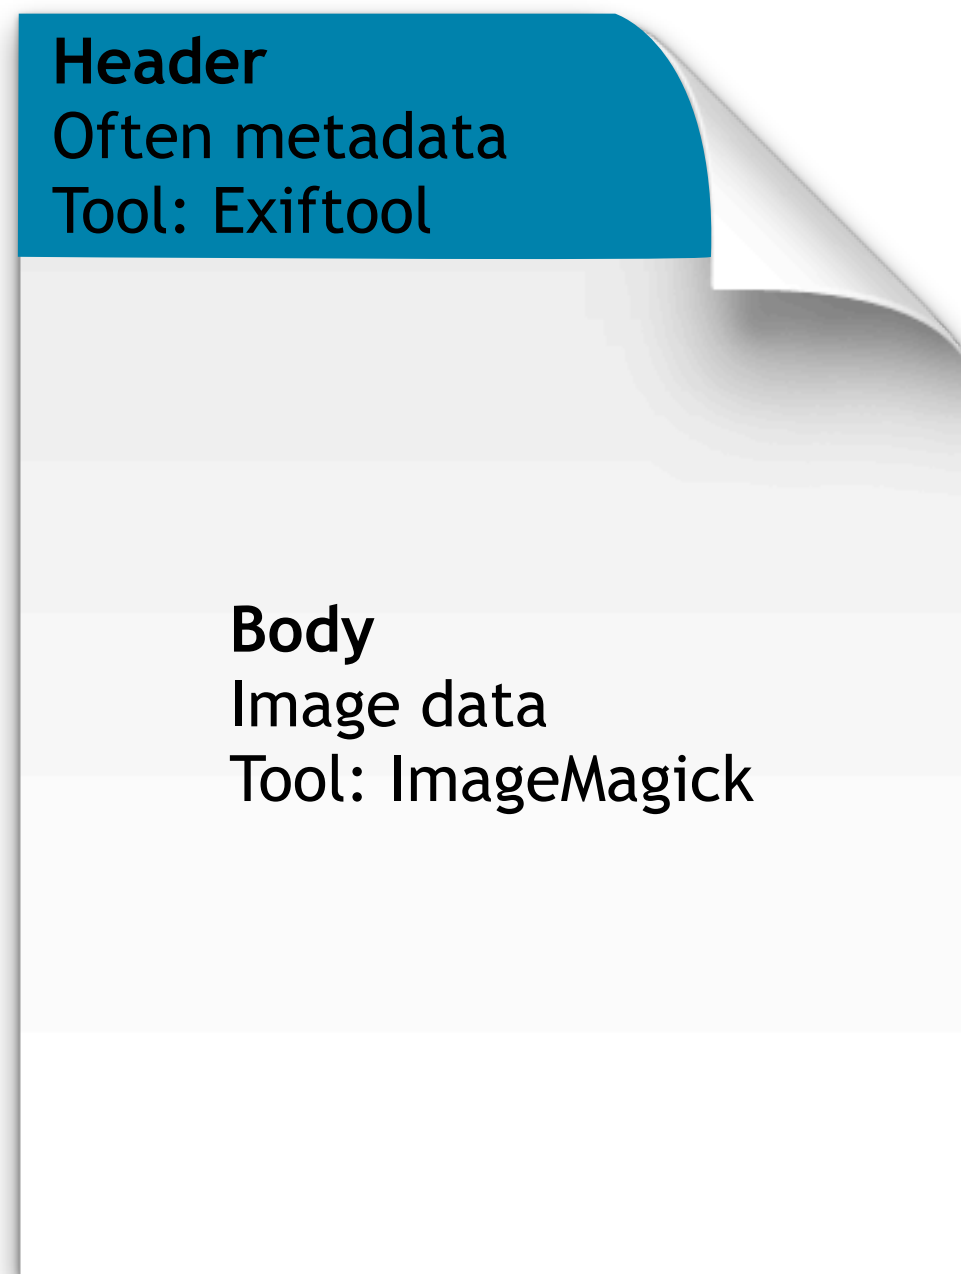 Header
Often metadata
Tool: Exiftool
Body
Image data
Tool: ImageMagick